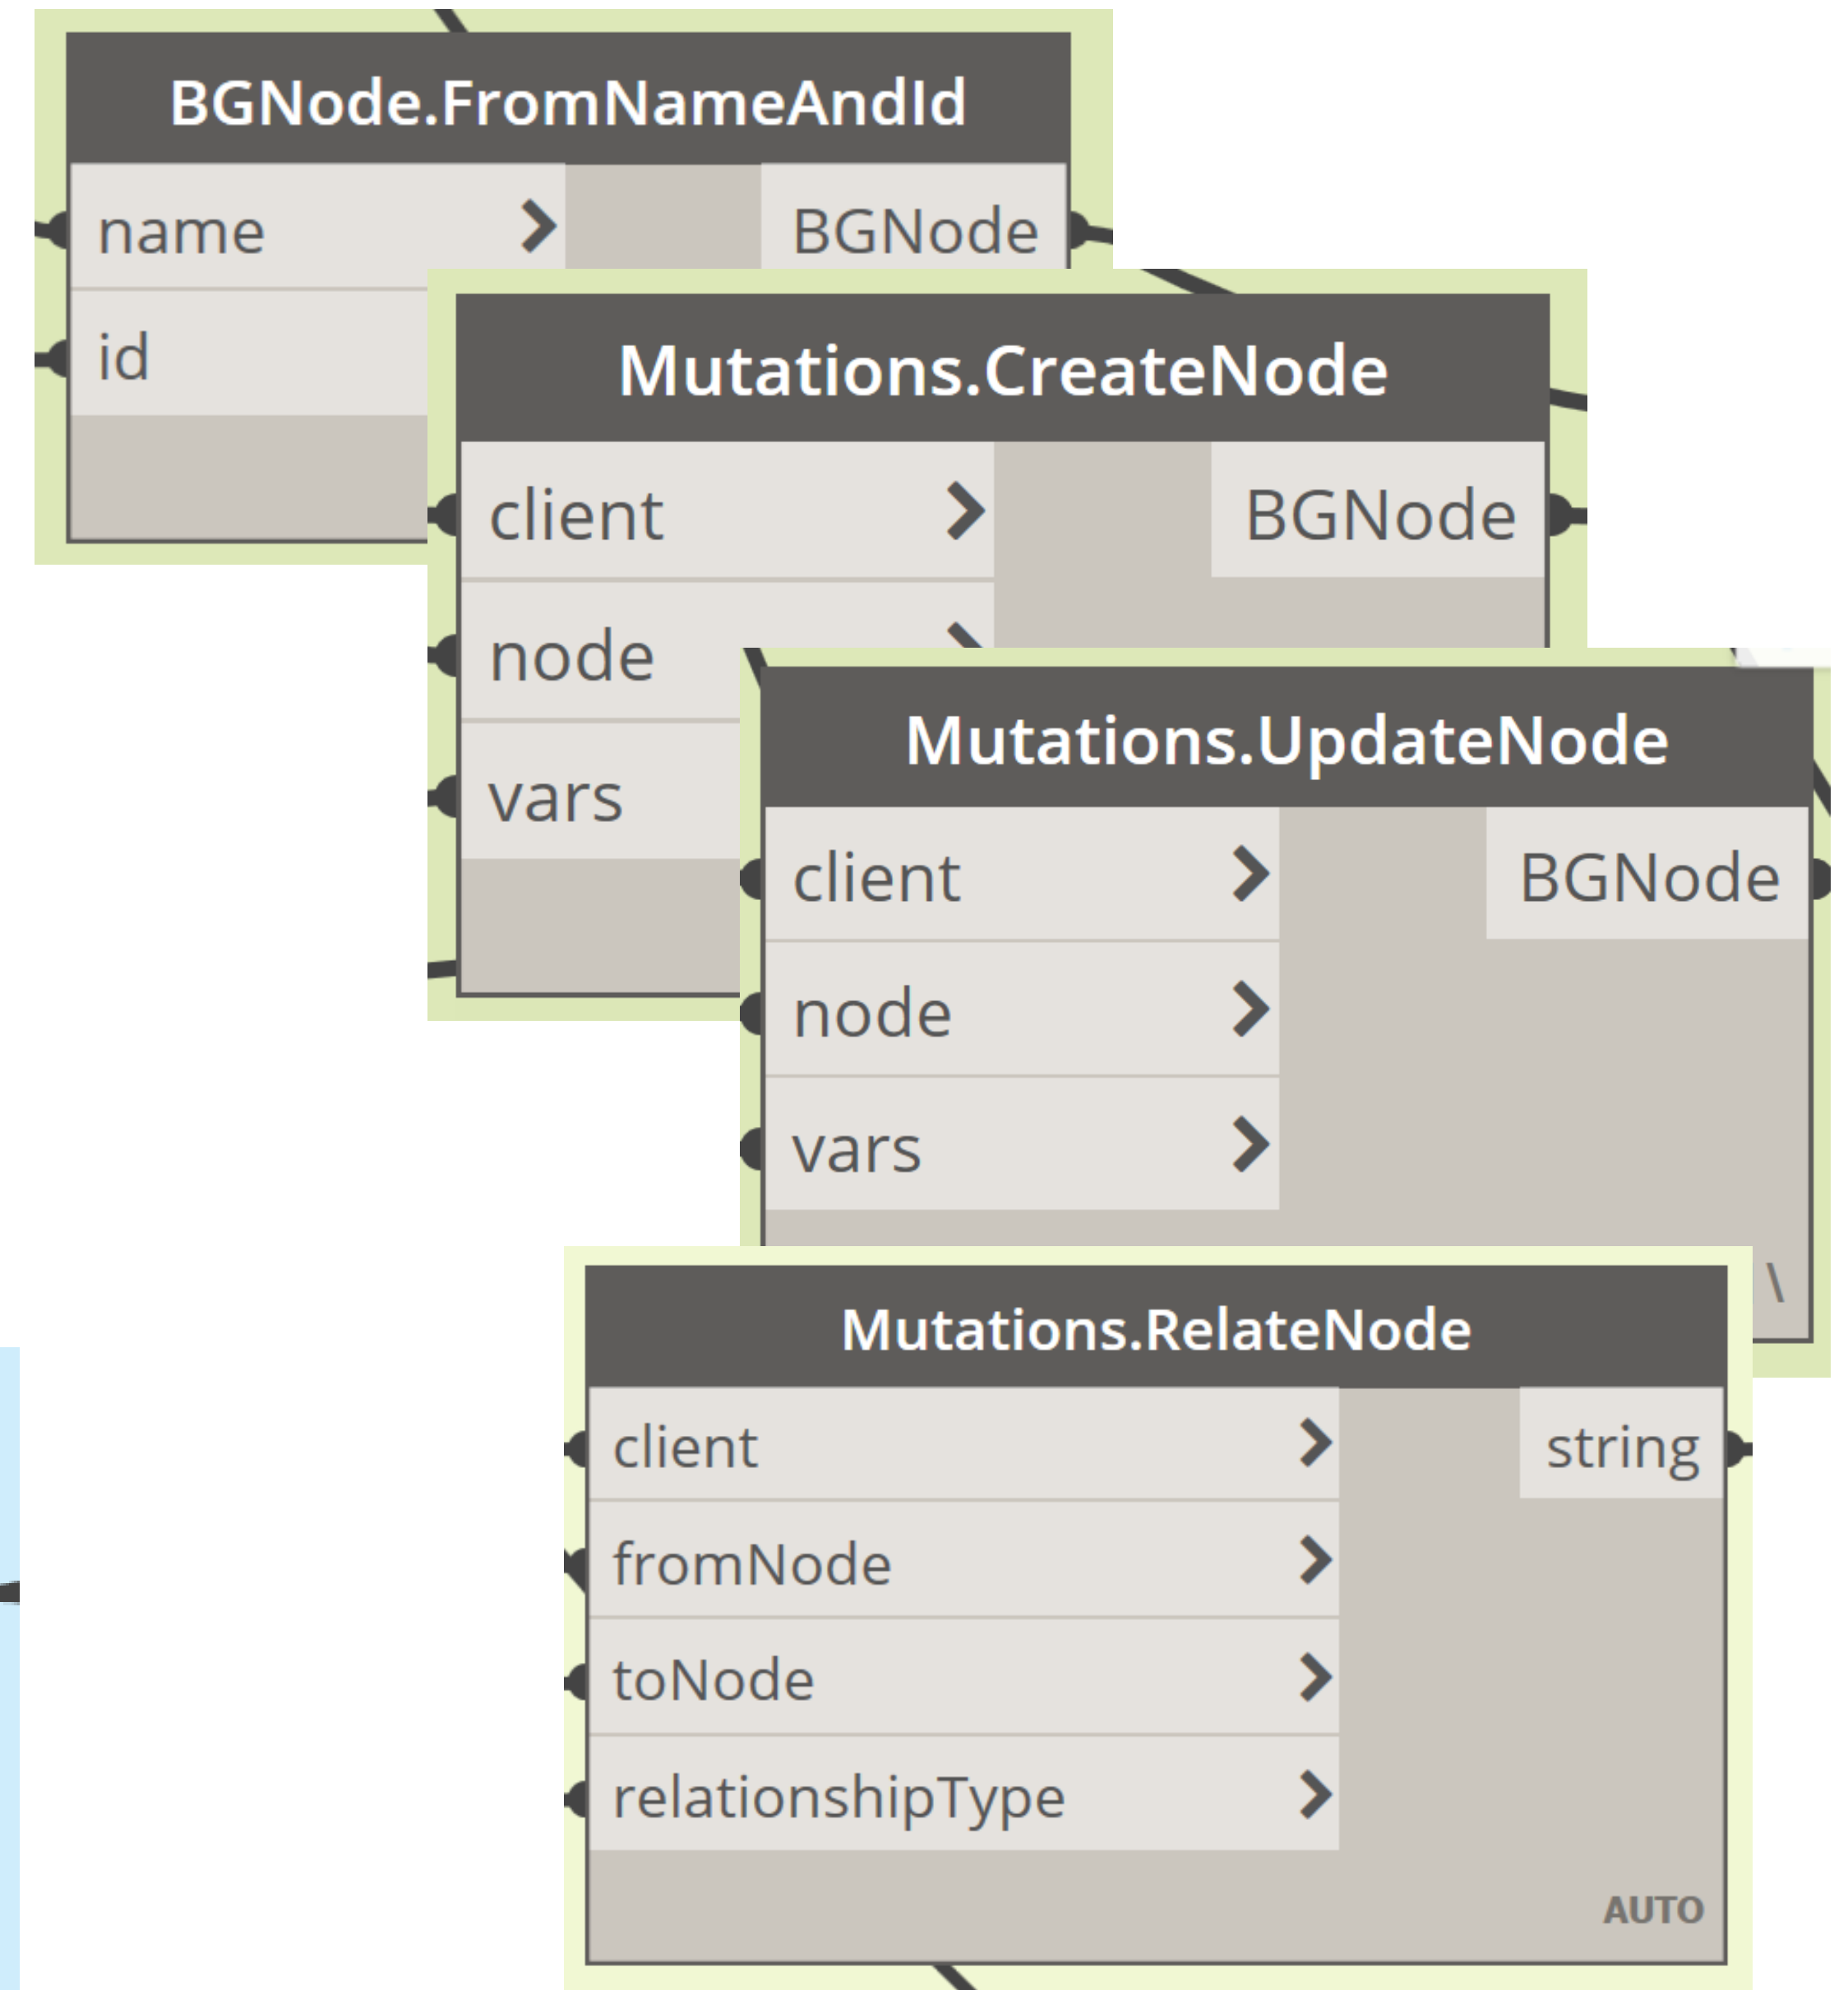 BGNode.FromNameAndId
name
BGNode
id
Mutations.CreateNode
client
BGNode
node
vars
Mutations.UpdateNode
client
BGNode
node
vars
Mutations.RelateNode
client
string
fromNode
toNode
relationshipType
AUTO